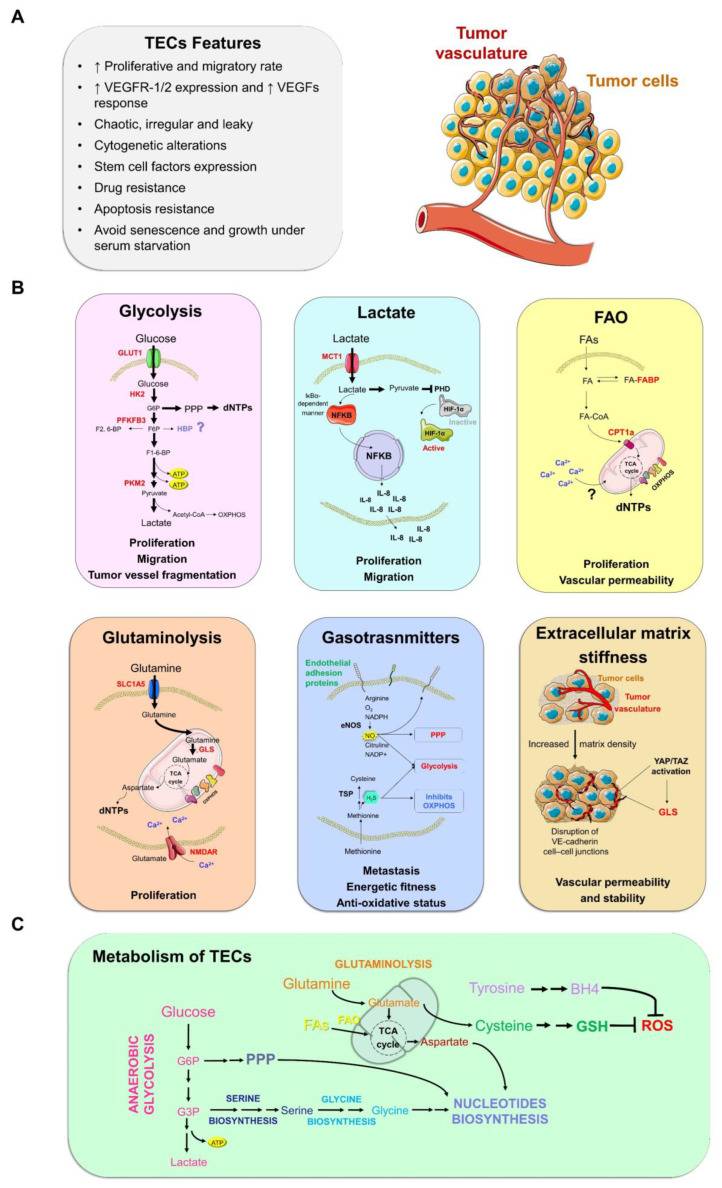 A
TECs Features
• ↑ Proliferative and migratory rate
• ↑ VEGFR-1/2 expression and ↑ VEGFs
response
• Chaotic, irregular and leaky
• Cytogenetic alterations
• Stem cell factors expression
• Drug resistance
• Apoptosis resistance
• Avoid senescence and growth under
serum starvation
Tumor
vasculature
Tumor cells
B
Glycolysis
Glucose
GLUT1
Glucose
HK2
G6P
PPP
dNTPs
PFKFB3
F2, 6-BP
F6P
HBP ?
F1-6-BP
ATP
ATP
PKM2
Pyruvate
Acetyl-CoA
OXPHOS
Lactate
Proliferation
Migration
Tumor vessel fragmentation
Lactate
Lactate
MCT1
Lactate
Pyruvate
PHD
IκBα-
dependent
manner
NFKB
HIF-1α
Inactive
HIF-1α
Active
NFKB
IL-8
IL-8 IL-8
IL-8 IL-8
IL-8
IL-8 IL-8
IL-8
Proliferation
Migration
FAO
FAs
FA
FA-FABP
FA-CoA
CPT1a
Ca²⁺
Ca²⁺
Ca²⁺
Ca²⁺
?
TCA
cycle
OXPHOS
dNTPs
Proliferation
Vascular permeability
Glutaminolysis
Glutamine
SLC1A5
Glutamine
Glutamine
GLS
Glutamate
Aspartate
TCA
cycle
OXPHOS
dNTPs
Ca²⁺
Ca²⁺
Glutamate
NMDAR
Ca²⁺
Proliferation
Gasotrasnmitters
Endothelial
adhesion
proteins
Arginine
O₂
NADPH
eNOS
NO
Citruline
NADP+
PPP
Glycolysis
Cysteine
TSP
H₂S
Inhibits
OXPHOS
Methionine
Methionine
Metastasis
Energetic fitness
Anti-oxidative status
Extracellular matrix
stiffness
Tumor cells
Tumor
vasculature
Increased matrix density
YAP/TAZ
activation
GLS
Disruption of
VE-cadherin
cell–cell junctions
Vascular permeability
and stability
C
Metabolism of TECs
GLUTAMINOLYSIS
Glutamine
Glutamate
FAs
FAO
TCA
cycle
Aspartate
Tyrosine
BH4
Cysteine
GSH
ROS
ANAEROBIC
GLYCOLYSIS
Glucose
G6P
PPP
G3P
SERINE
BIOSYNTHESIS
Serine
GLYCINE
BIOSYNTHESIS
Glycine
NUCLEOTIDES
BIOSYNTHESIS
ATP
Lactate